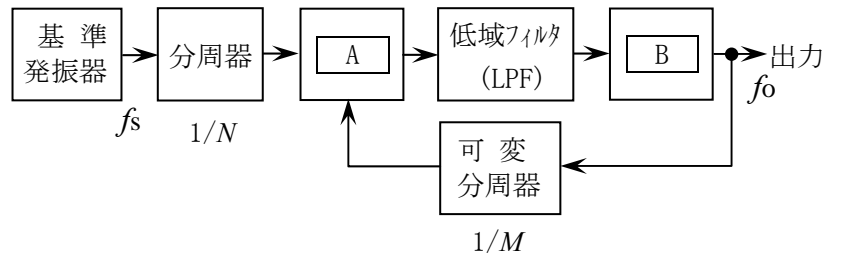 基 準
発振器
分周器
A
低域フィルタ
(LPF)
B
出力
fs
1/N
fo
可 変
分周器
1/M